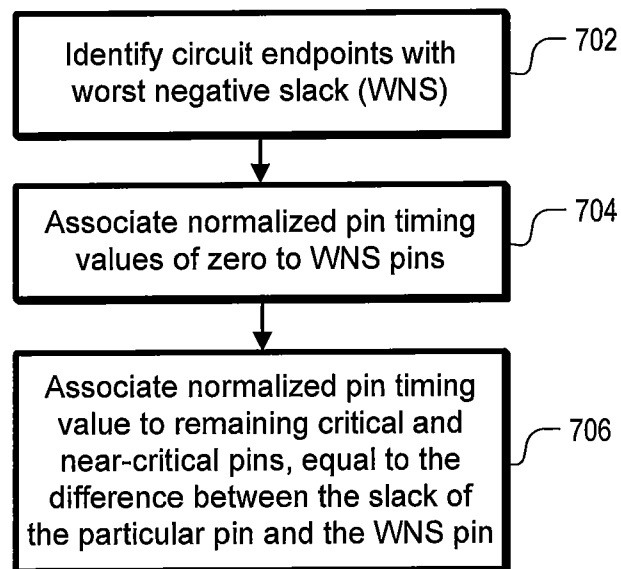 Identify circuit endpoints with
worst negative slack (WNS)
702
Associate normalized pin timing
values of zero to WNS pins
704
Associate normalized pin timing
value to remaining critical and
near-critical pins, equal to the
difference between the slack of
the particular pin and the WNS pin
706